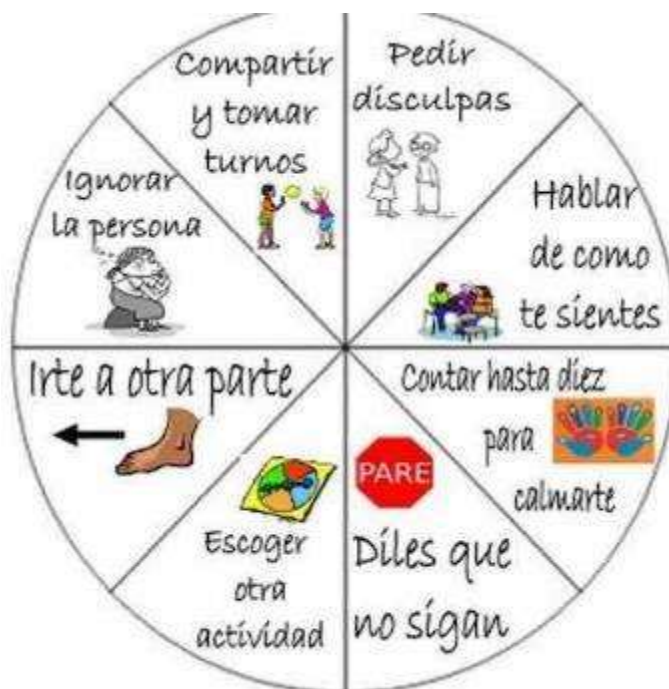 Compartir
y tomar
turnos
Pedir
disculpas
Hablar
de como
te sientes
Contar hasta diez
para
calmarte
PARE
Diles que
no sigan
Escoger
otra
actividad
Irte a otra parte
Ignorar
la persona